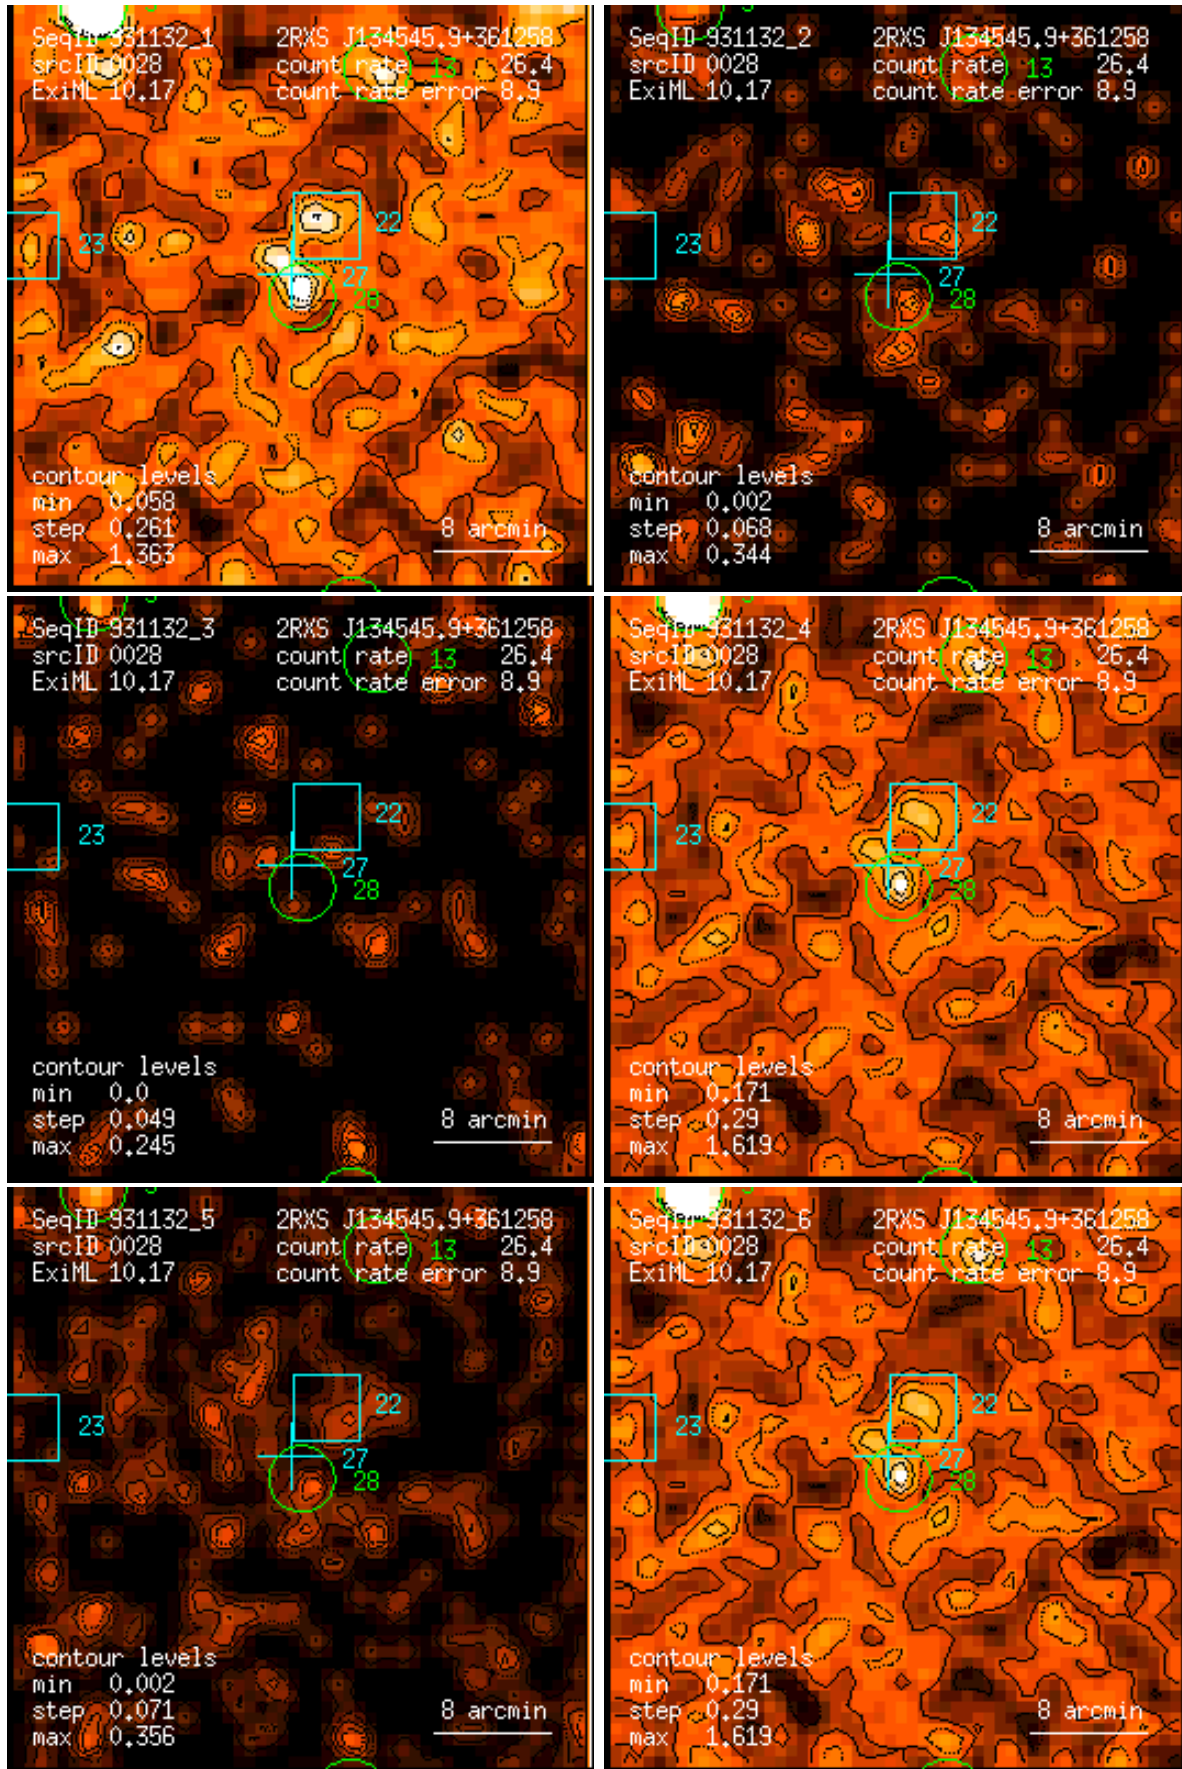 SeqID 931132_1 2RXS J134545.9+361258
srcID 0028 count rate 13 26.4
ExiML 10.17 count rate error 8.9
22
23
27
28
contour levels
min 0.058
step 0.261 8 arcmin
max 1.363
SeqID 931132_2 2RXS J134545.9+361258
srcID 0028 count rate 13 26.4
ExiML 10.17 count rate error 8.9
22
23
27
28
contour levels
min 0.002
step 0.068 8 arcmin
max 0.344
SeqID 931132_3 2RXS J134545.9+361258
srcID 0028 count rate 13 26.4
ExiML 10.17 count rate error 8.9
22
23
27
28
contour levels
min 0.0
step 0.049 8 arcmin
max 0.245
SeqID 931132_4 2RXS J134545.9+361258
srcID 0028 count rate 13 26.4
ExiML 10.17 count rate error 8.9
22
23
27
28
contour levels
min 0.171
step 0.29 8 arcmin
max 1.619
SeqID 931132_5 2RXS J134545.9+361258
srcID 0028 count rate 13 26.4
ExiML 10.17 count rate error 8.9
22
23
27
28
contour levels
min 0.002
step 0.071 8 arcmin
max 0.356
SeqID 931132_6 2RXS J134545.9+361258
srcID 0028 count rate 13 26.4
ExiML 10.17 count rate error 8.9
22
23
27
28
contour levels
min 0.171
step 0.29 8 arcmin
max 1.619